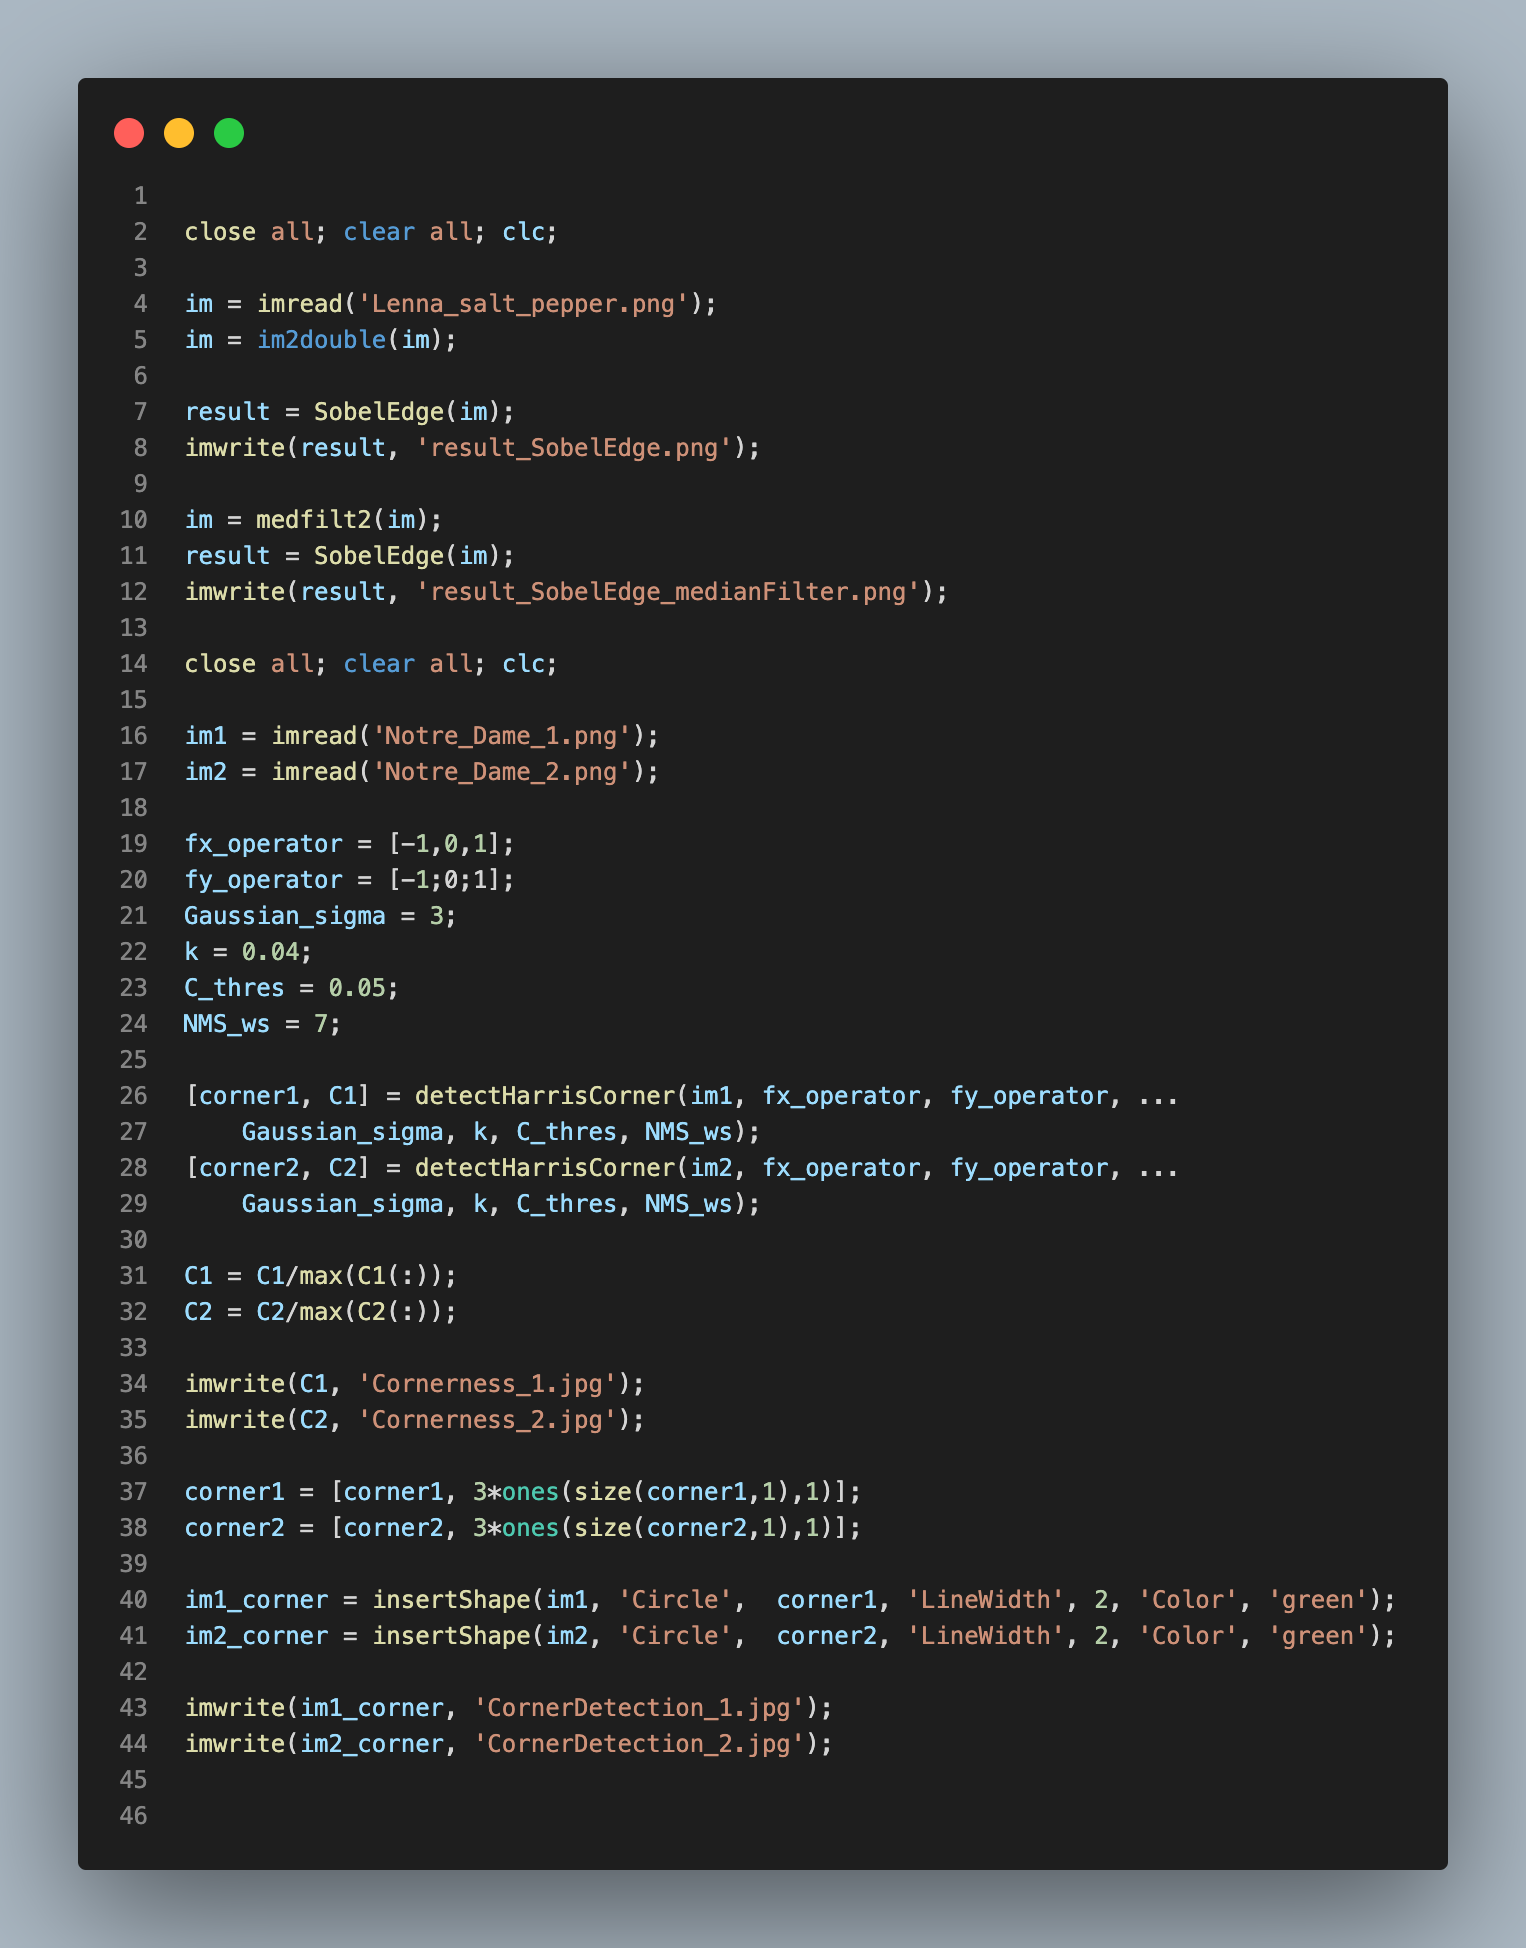 1
2 close all; clear all; clc;
3
4 im = imread('Lenna_salt_pepper.png');
5 im = im2double(im);
6
7 result = SobelEdge(im);
8 imwrite(result, 'result_SobelEdge.png');
9
10 im = medfilt2(im);
11 result = SobelEdge(im);
12 imwrite(result, 'result_SobelEdge_medianFilter.png');
13
14 close all; clear all; clc;
15
16 im1 = imread('Notre_Dame_1.png');
17 im2 = imread('Notre_Dame_2.png');
18
19 fx_operator = [-1,0,1];
20 fy_operator = [-1;0;1];
21 Gaussian_sigma = 3;
22 k = 0.04;
23 C_thres = 0.05;
24 NMS_ws = 7;
25
26 [corner1, C1] = detectHarrisCorner(im1, fx_operator, fy_operator, ...
27     Gaussian_sigma, k, C_thres, NMS_ws);
28 [corner2, C2] = detectHarrisCorner(im2, fx_operator, fy_operator, ...
29     Gaussian_sigma, k, C_thres, NMS_ws);
30
31 C1 = C1/max(C1(:));
32 C2 = C2/max(C2(:));
33
34 imwrite(C1, 'Cornerness_1.jpg');
35 imwrite(C2, 'Cornerness_2.jpg');
36
37 corner1 = [corner1, 3*ones(size(corner1,1),1)];
38 corner2 = [corner2, 3*ones(size(corner2,1),1)];
39
40 im1_corner = insertShape(im1, 'Circle',  corner1, 'LineWidth', 2, 'Color', 'green');
41 im2_corner = insertShape(im2, 'Circle',  corner2, 'LineWidth', 2, 'Color', 'green');
42
43 imwrite(im1_corner, 'CornerDetection_1.jpg');
44 imwrite(im2_corner, 'CornerDetection_2.jpg');
45
46